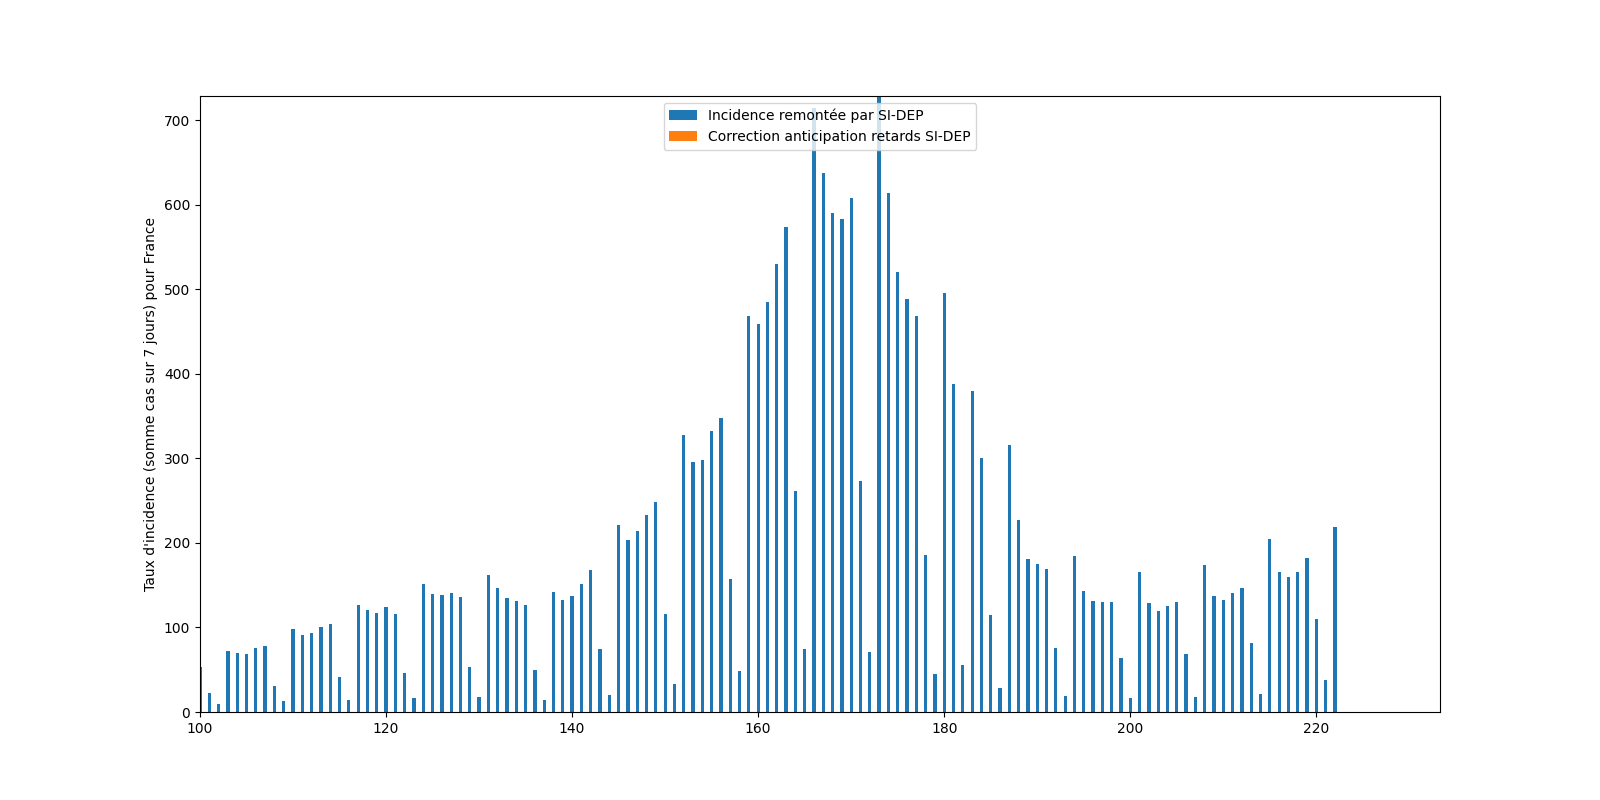 Incidence remontée par SI-DEP
Correction anticipation retards SI-DEP
Taux d'incidence (somme cas sur 7 jours) pour France
700
600
500
400
300
200
100
0
100 120 140 160 180 200 220